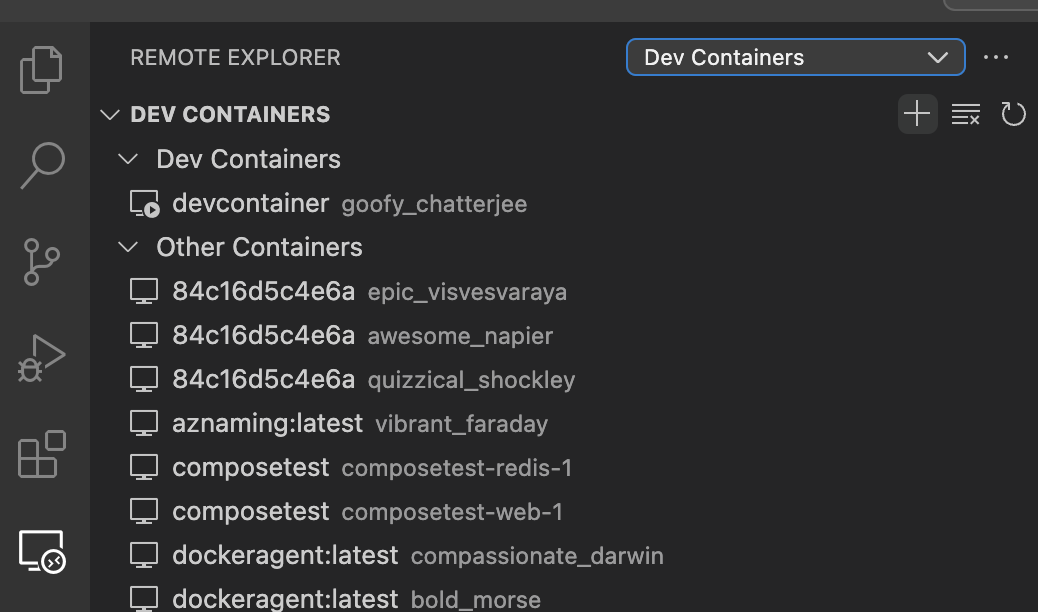 REMOTE EXPLORER Dev Containers
DEV CONTAINERS
Dev Containers
devcontainer goofy_chatterjee
Other Containers
84c16d5c4e6a epic_visvesvaraya
84c16d5c4e6a awesome_napier
84c16d5c4e6a quizzical_shockley
aznaming:latest vibrant_faraday
composetest composetest-redis-1
composetest composetest-web-1
dockeragent:latest compassionate_darwin
dockeragent:latest bold_morse